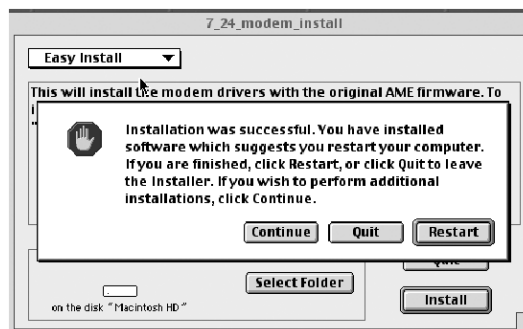 7_24_modem_install
Easy Install
This will install the modem drivers with the original AME firmware. To
Installation was successful. You have installed
software which suggests you restart your computer.
If you are finished, click Restart, or click Quit to leave
the Installer. If you wish to perform additional
installations, click Continue.
Continue Quit Restart
Select Folder
on the disk "Macintosh HD"
Install